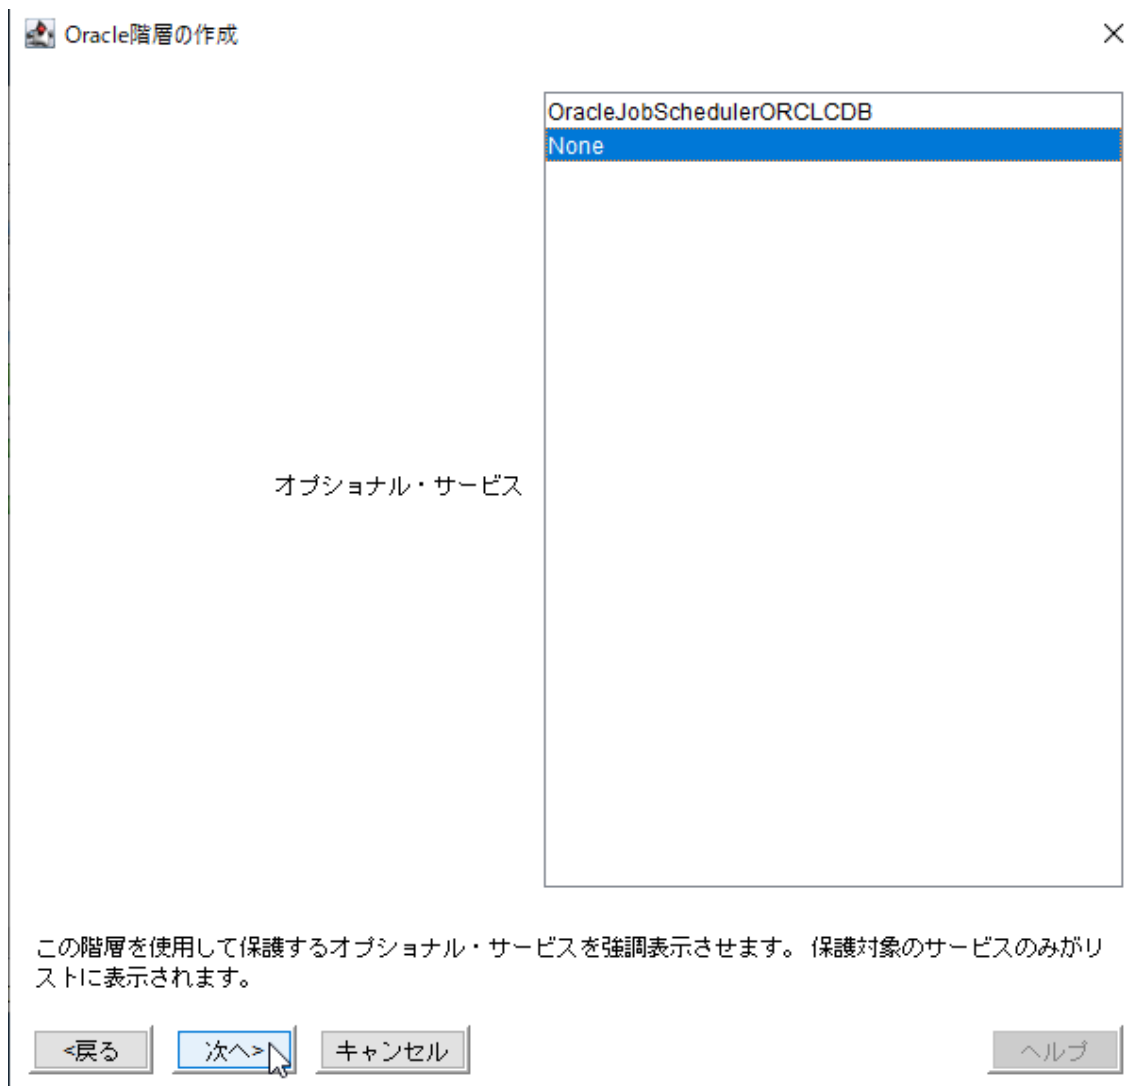 Oracle階層の作成
OracleJobSchedulerORCLCDB
None
オプショナル・サービス
この階層を使用して保護するオプショナル・サービスを強調表示させます。 保護対象のサービスのみがリ
ストに表示されます。
<戻る 次へ> キャンセル ヘルプ